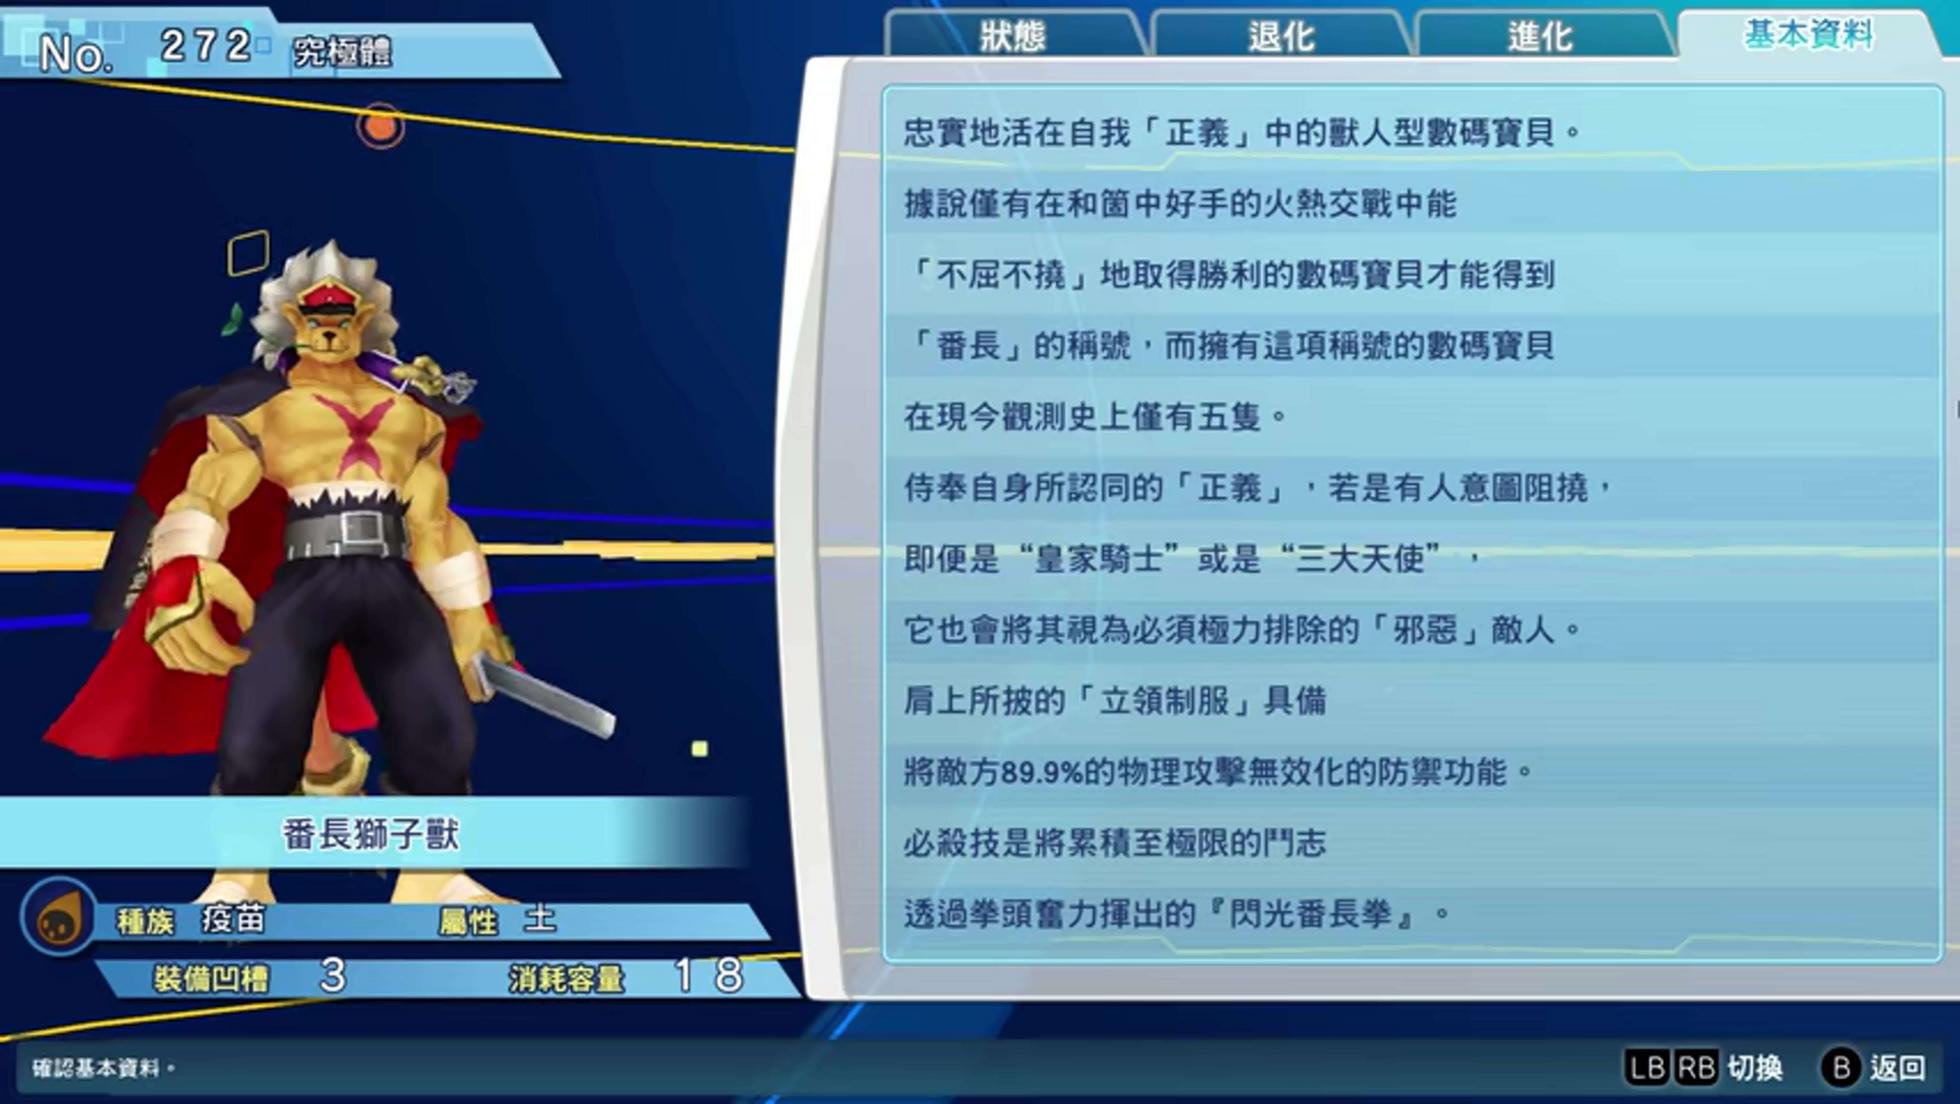 No. 272 究極體
狀態 退化 進化 基本資料
忠實地活在自我「正義」中的獸人型數碼寶貝。
據說僅有在和箇中好手的火熱交戰中能
「不屈不撓」地取得勝利的數碼寶貝才能得到
「番長」的稱號，而擁有這項稱號的數碼寶貝
在現今觀測史上僅有五隻。
侍奉自身所認同的「正義」，若是有人意圖阻撓，
即便是“皇家騎士”或是“三大天使”，
它也會將其視為必須極力排除的「邪惡」敵人。
肩上所披的「立領制服」具備
將敵方89.9%的物理攻擊無效化的防禦功能。
必殺技是將累積至極限的鬥志
透過拳頭奮力揮出的『閃光番長拳』。
番長獅子獸
種族 疫苗 屬性 土
裝備凹槽 3 消耗容量 18
確認基本資料。
LB RB 切換 B 返回